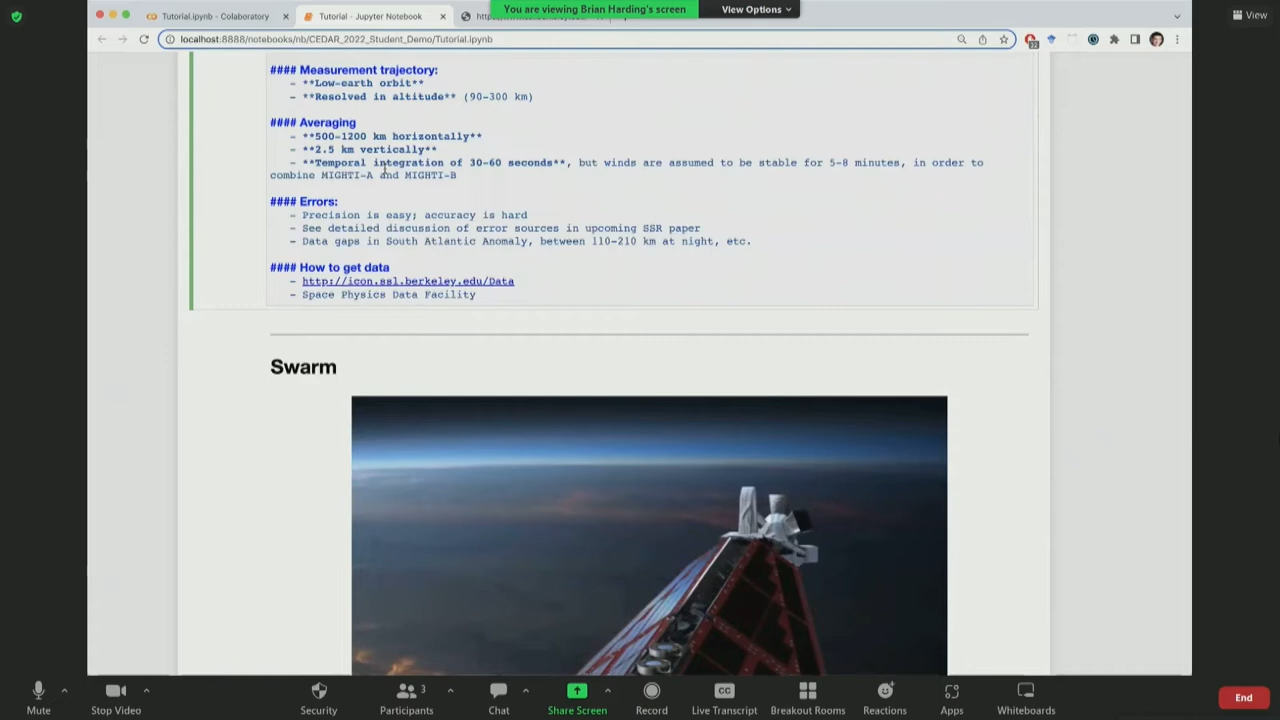 You are viewing Brian Harding's screen
View Options
View
Tutorial.ipynb - Colaboratory
Tutorial - Jupyter Notebook
localhost:8888/notebooks/nb/CEDAR_2022_Student_Demo/Tutorial.ipynb
#### Measurement trajectory:
- **Low-earth orbit**
- **Resolved in altitude** (90-300 km)
#### Averaging
- **500-1200 km horizontally**
- **2.5 km vertically**
- **Temporal integration of 30-60 seconds**, but winds are assumed to be stable for 5-8 minutes, in order to
combine MIGHTI-A and MIGHTI-B
#### Errors:
- Precision is easy; accuracy is hard
- See detailed discussion of error sources in upcoming SSR paper
- Data gaps in South Atlantic Anomaly, between 110-210 km at night, etc.
#### How to get data
- http://icon.ssl.berkeley.edu/Data
- Space Physics Data Facility
Swarm
Mute
Stop Video
Security
Participants
3
Chat
Share Screen
Record
CC
Live Transcript
Breakout Rooms
Reactions
Apps
Whiteboards
End